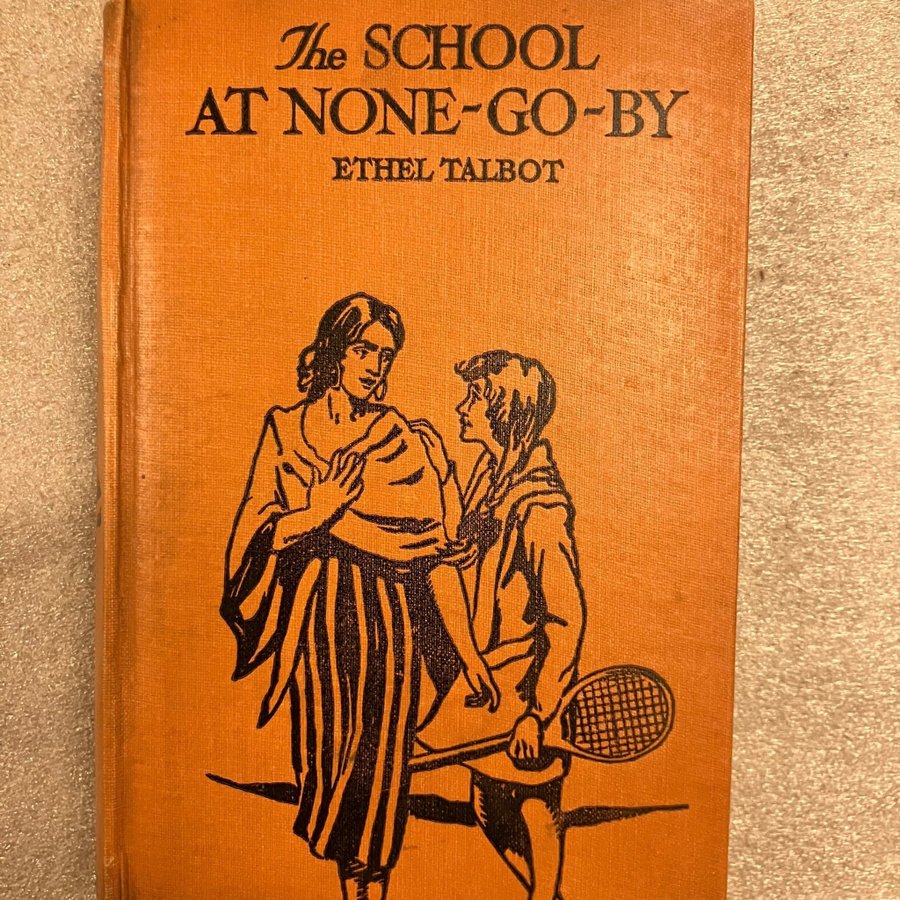 The SCHOOL
AT NONE-GO-BY
ETHEL TALBOT